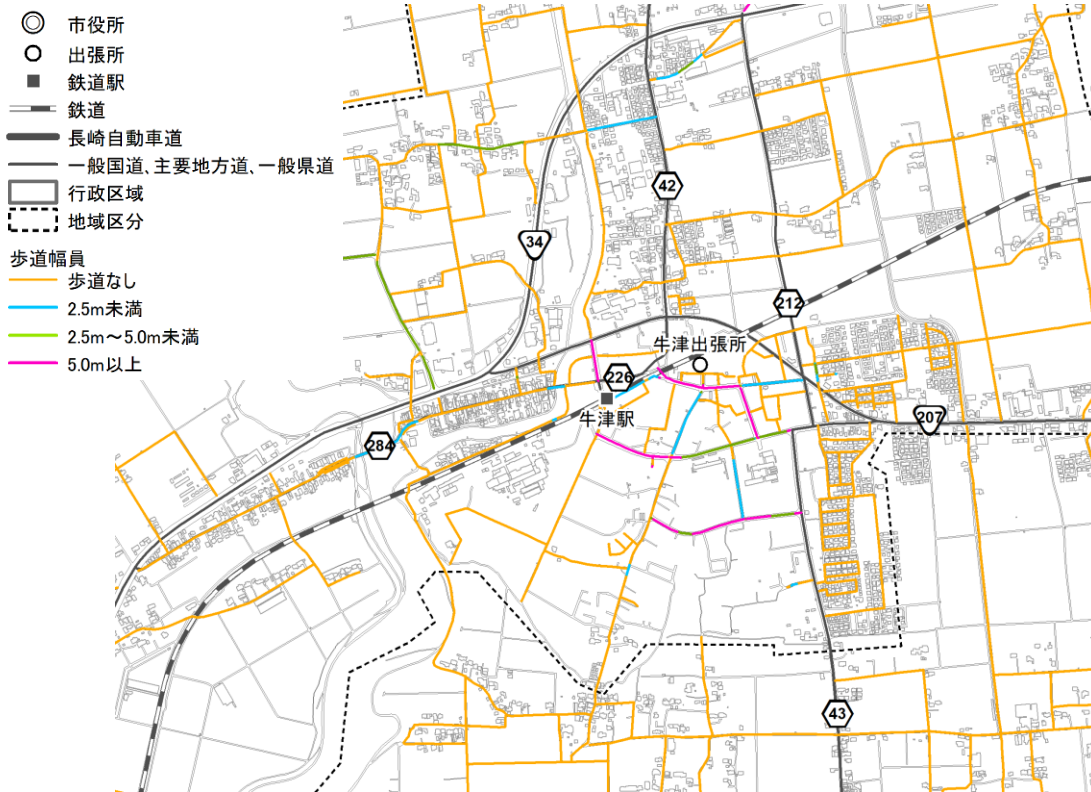 市役所
出張所
鉄道駅
鉄道
長崎自動車道
一般国道、主要地方道、一般県道
行政区域
地域区分
歩道幅員
歩道なし
2.5m未満
2.5m～5.0m未満
5.0m以上
42
34
212
牛津出張所
226
牛津駅
207
284
43